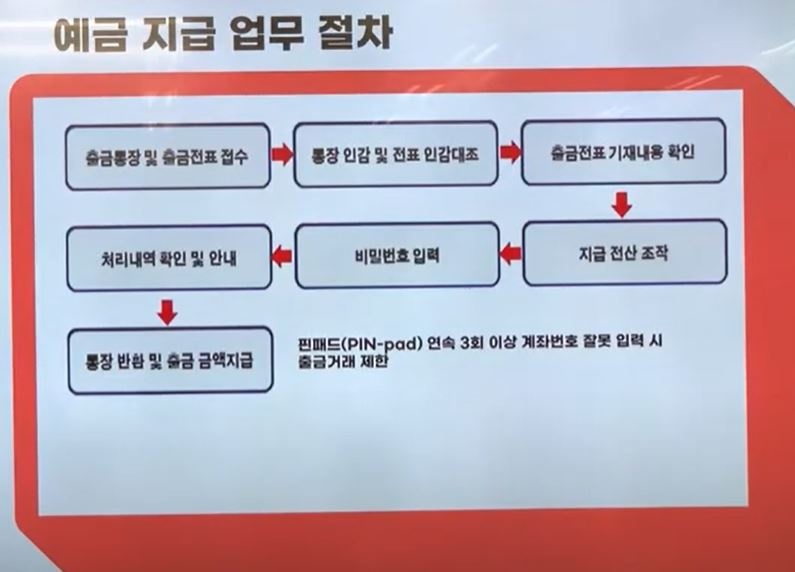 예금 지급 업무 절차
출금통장 및 출금전표 접수
통장 인감 및 전표 인감대조
출금전표 기재내용 확인
지급 전산 조작
비밀번호 입력
처리내역 확인 및 안내
통장 반환 및 출금 금액지급
핀패드(PIN-pad) 연속 3회 이상 계좌번호 잘못 입력 시
출금거래 제한